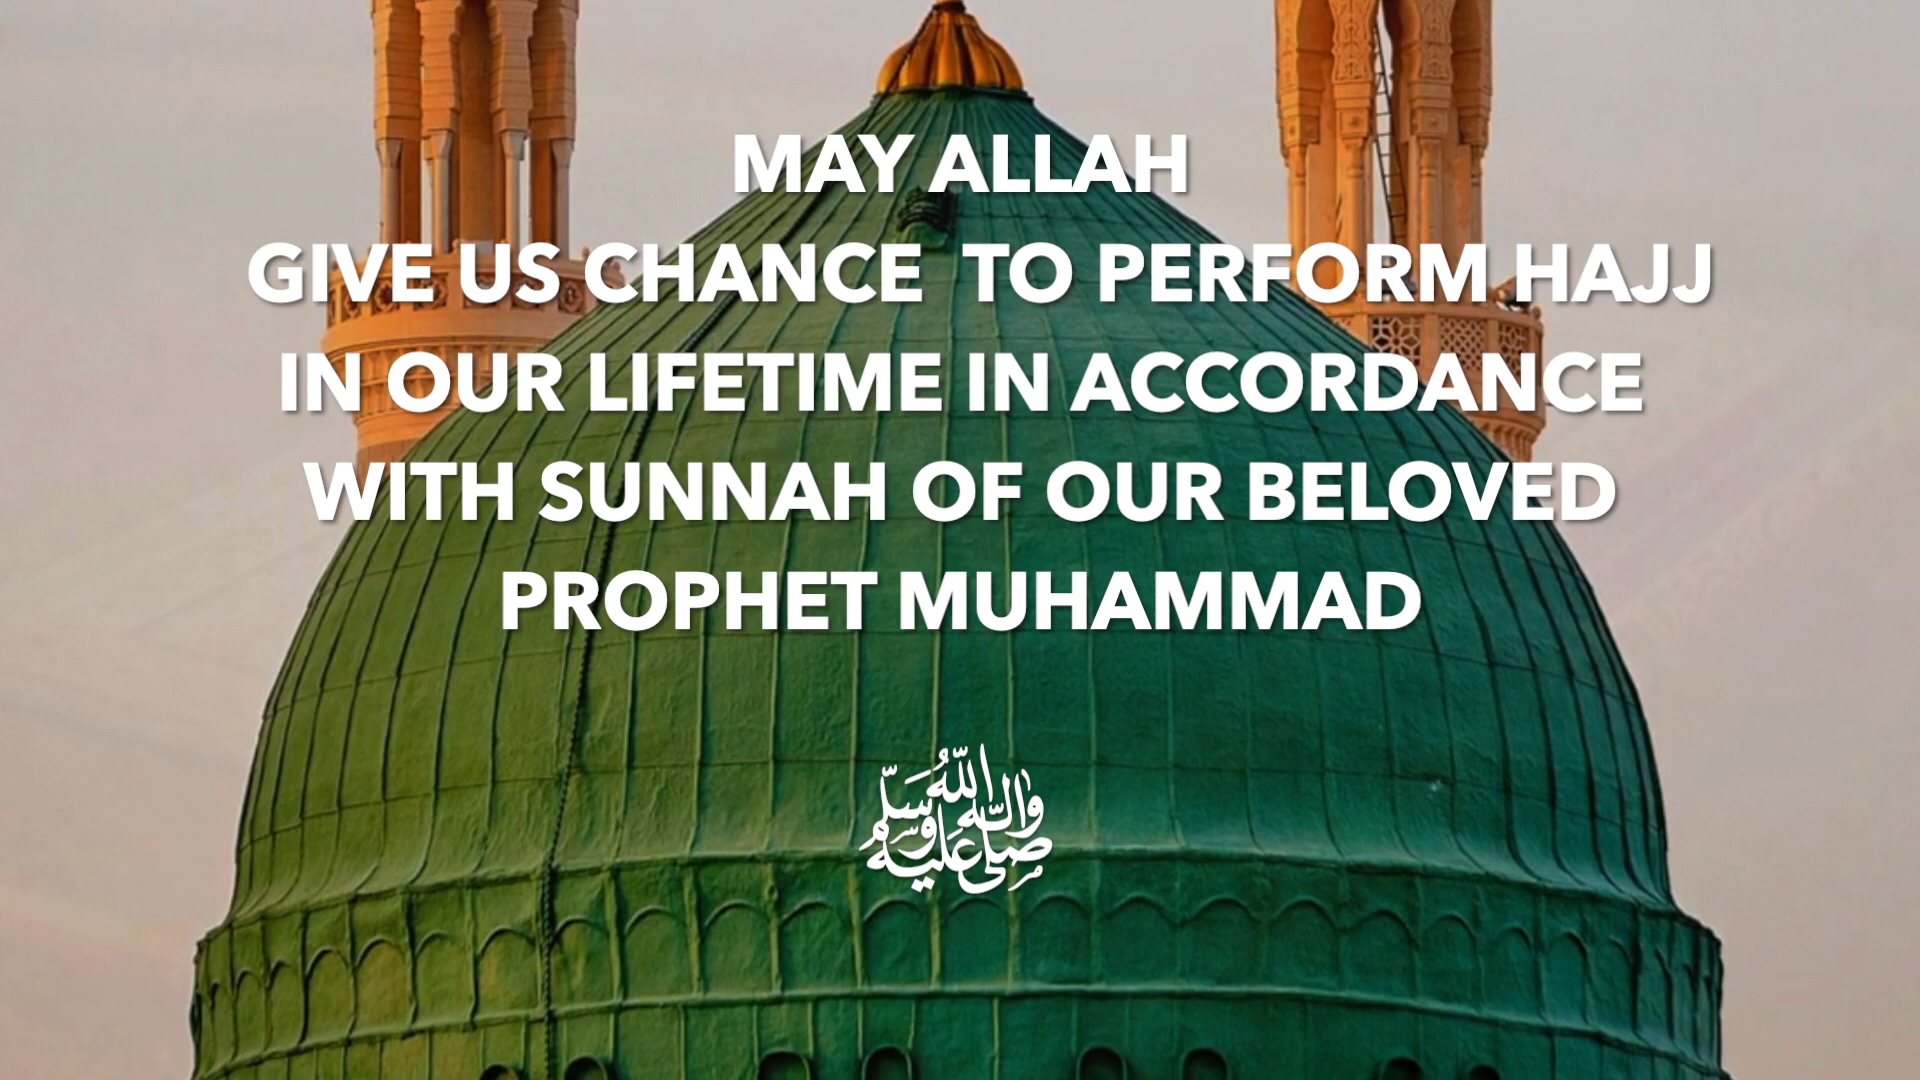 MAY ALLAH
GIVE US CHANCE  TO PERFORM HAJJ
IN OUR LIFETIME IN ACCORDANCE
WITH SUNNAH OF OUR BELOVED
PROPHET MUHAMMAD
صلى الله عليه وآله وسلم